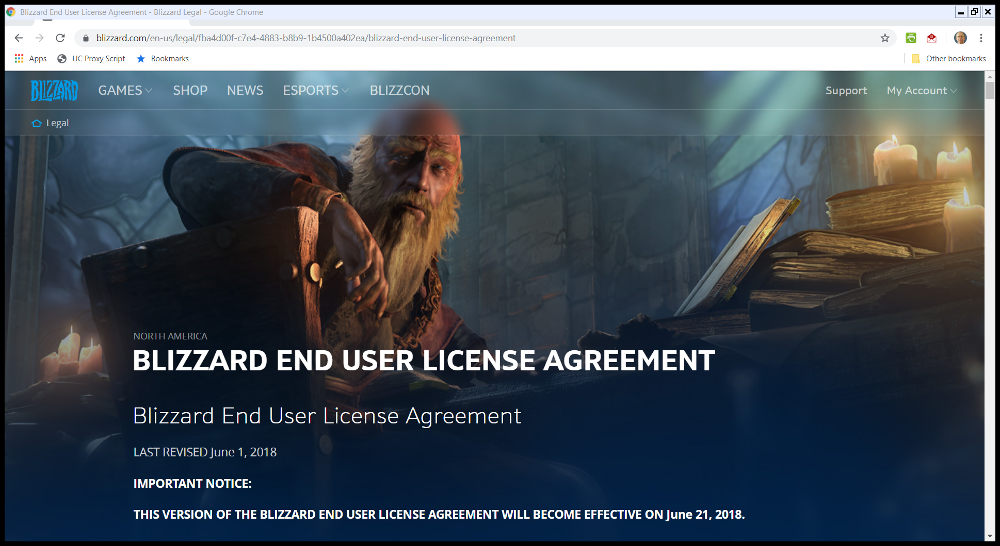 Blizzard End User License Agreement - Blizzard Legal - Google Chrome
blizzard.com/en-us/legal/fba4d00f-c7e4-4883-b8b9-1b4500a402ea/blizzard-end-user-license-agreement
Apps UC Proxy Script Bookmarks Other bookmarks
BLIZZARD GAMES SHOP NEWS ESPORTS BLIZZCON Support My Account
Legal
NORTH AMERICA
BLIZZARD END USER LICENSE AGREEMENT
Blizzard End User License Agreement
LAST REVISED June 1, 2018
IMPORTANT NOTICE:
THIS VERSION OF THE BLIZZARD END USER LICENSE AGREEMENT WILL BECOME EFFECTIVE ON June 21, 2018.